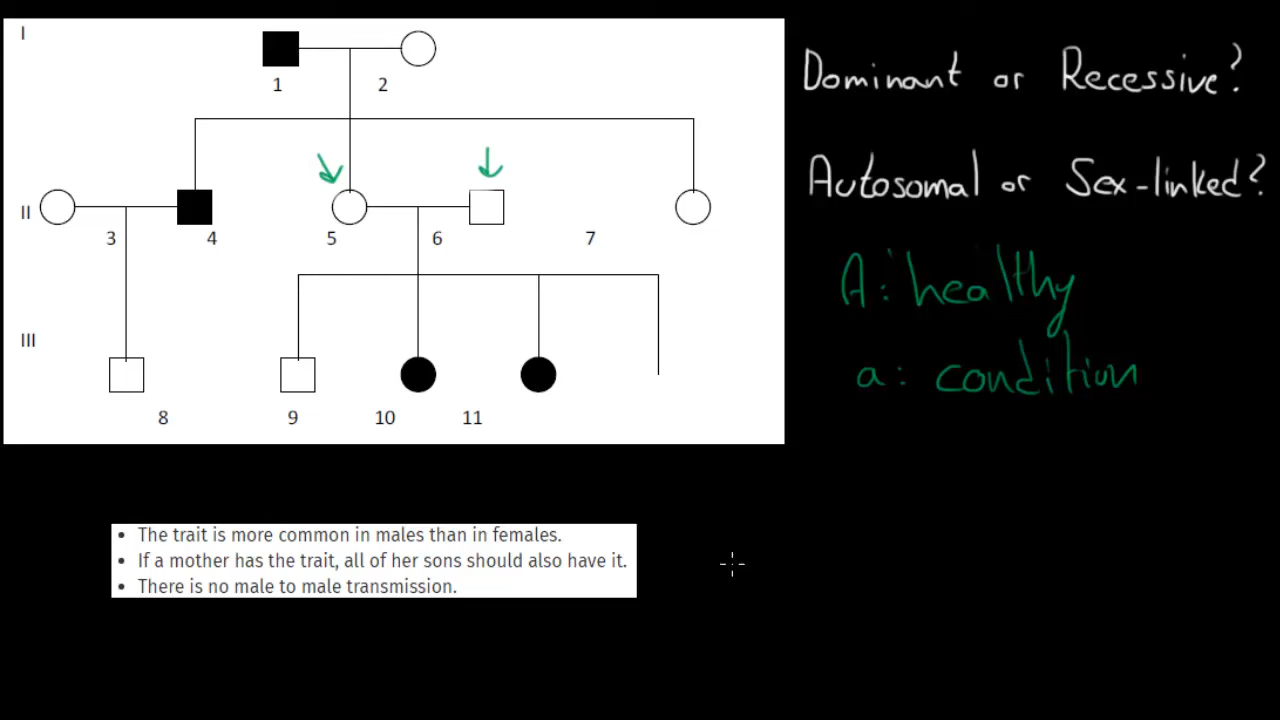 I
1 2
II
3 4 5 6 7
III
8 9 10 11
Dominant or Recessive?
Autosomal or Sex-linked?
A: healthy
a: condition
• The trait is more common in males than in females.
• If a mother has the trait, all of her sons should also have it.
• There is no male to male transmission.